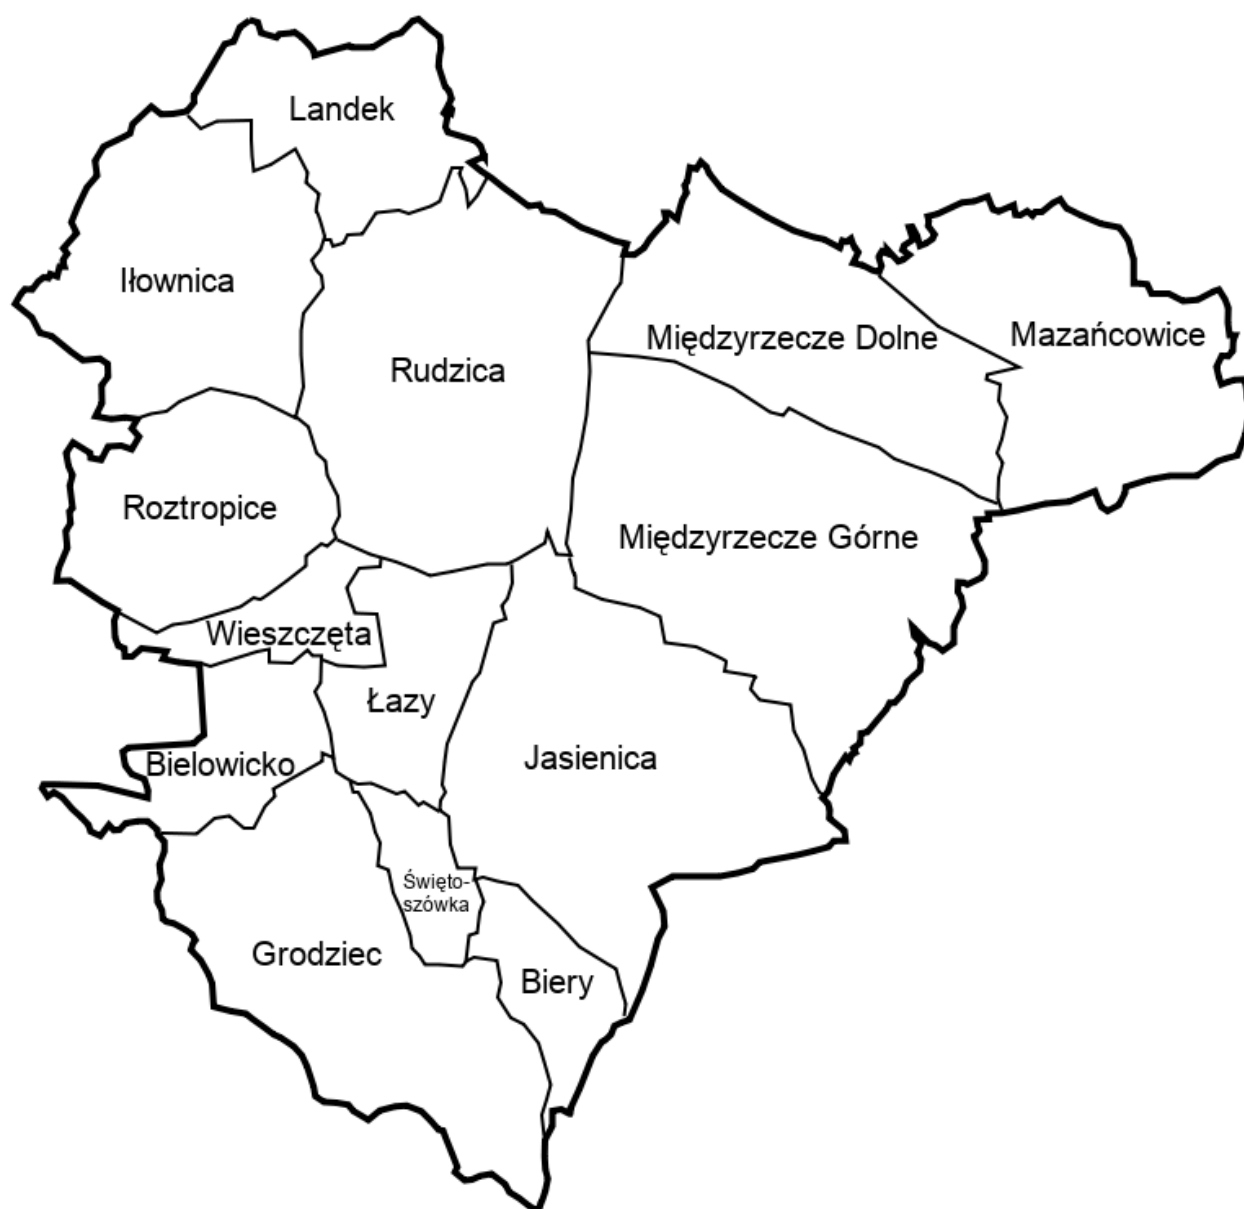 Landek
Iłownica
Międzyrzecze Dolne
Mazańcowice
Rudzica
Roztropice
Międzyrzecze Górne
Wieszczęta
Łazy
Bielowicko
Jasienica
Święto-
szówka
Grodziec
Biery